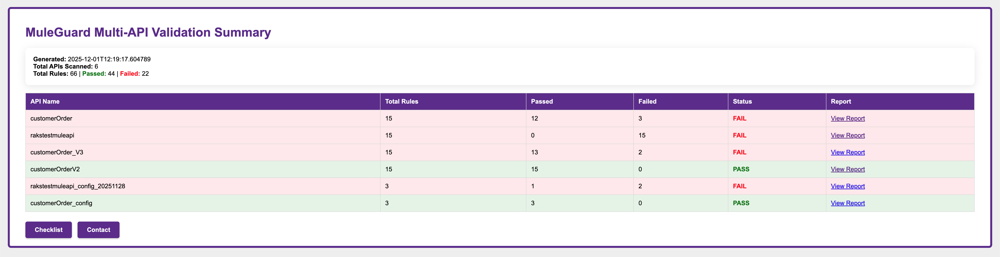 MuleGuard Multi-API Validation Summary
Generated: 2025-12-01T12:19:17.604789
Total APIs Scanned: 6
Total Rules: 66 | Passed: 44 | Failed: 22
API Name Total Rules Passed Failed Status Report
customerOrder 15 12 3 FAIL View Report
rakstestmuleapi 15 0 15 FAIL View Report
customerOrder_V3 15 13 2 FAIL View Report
customerOrderV2 15 15 0 PASS View Report
rakstestmuleapi_config_20251128 3 1 2 FAIL View Report
customerOrder_config 3 3 0 PASS View Report
Checklist Contact